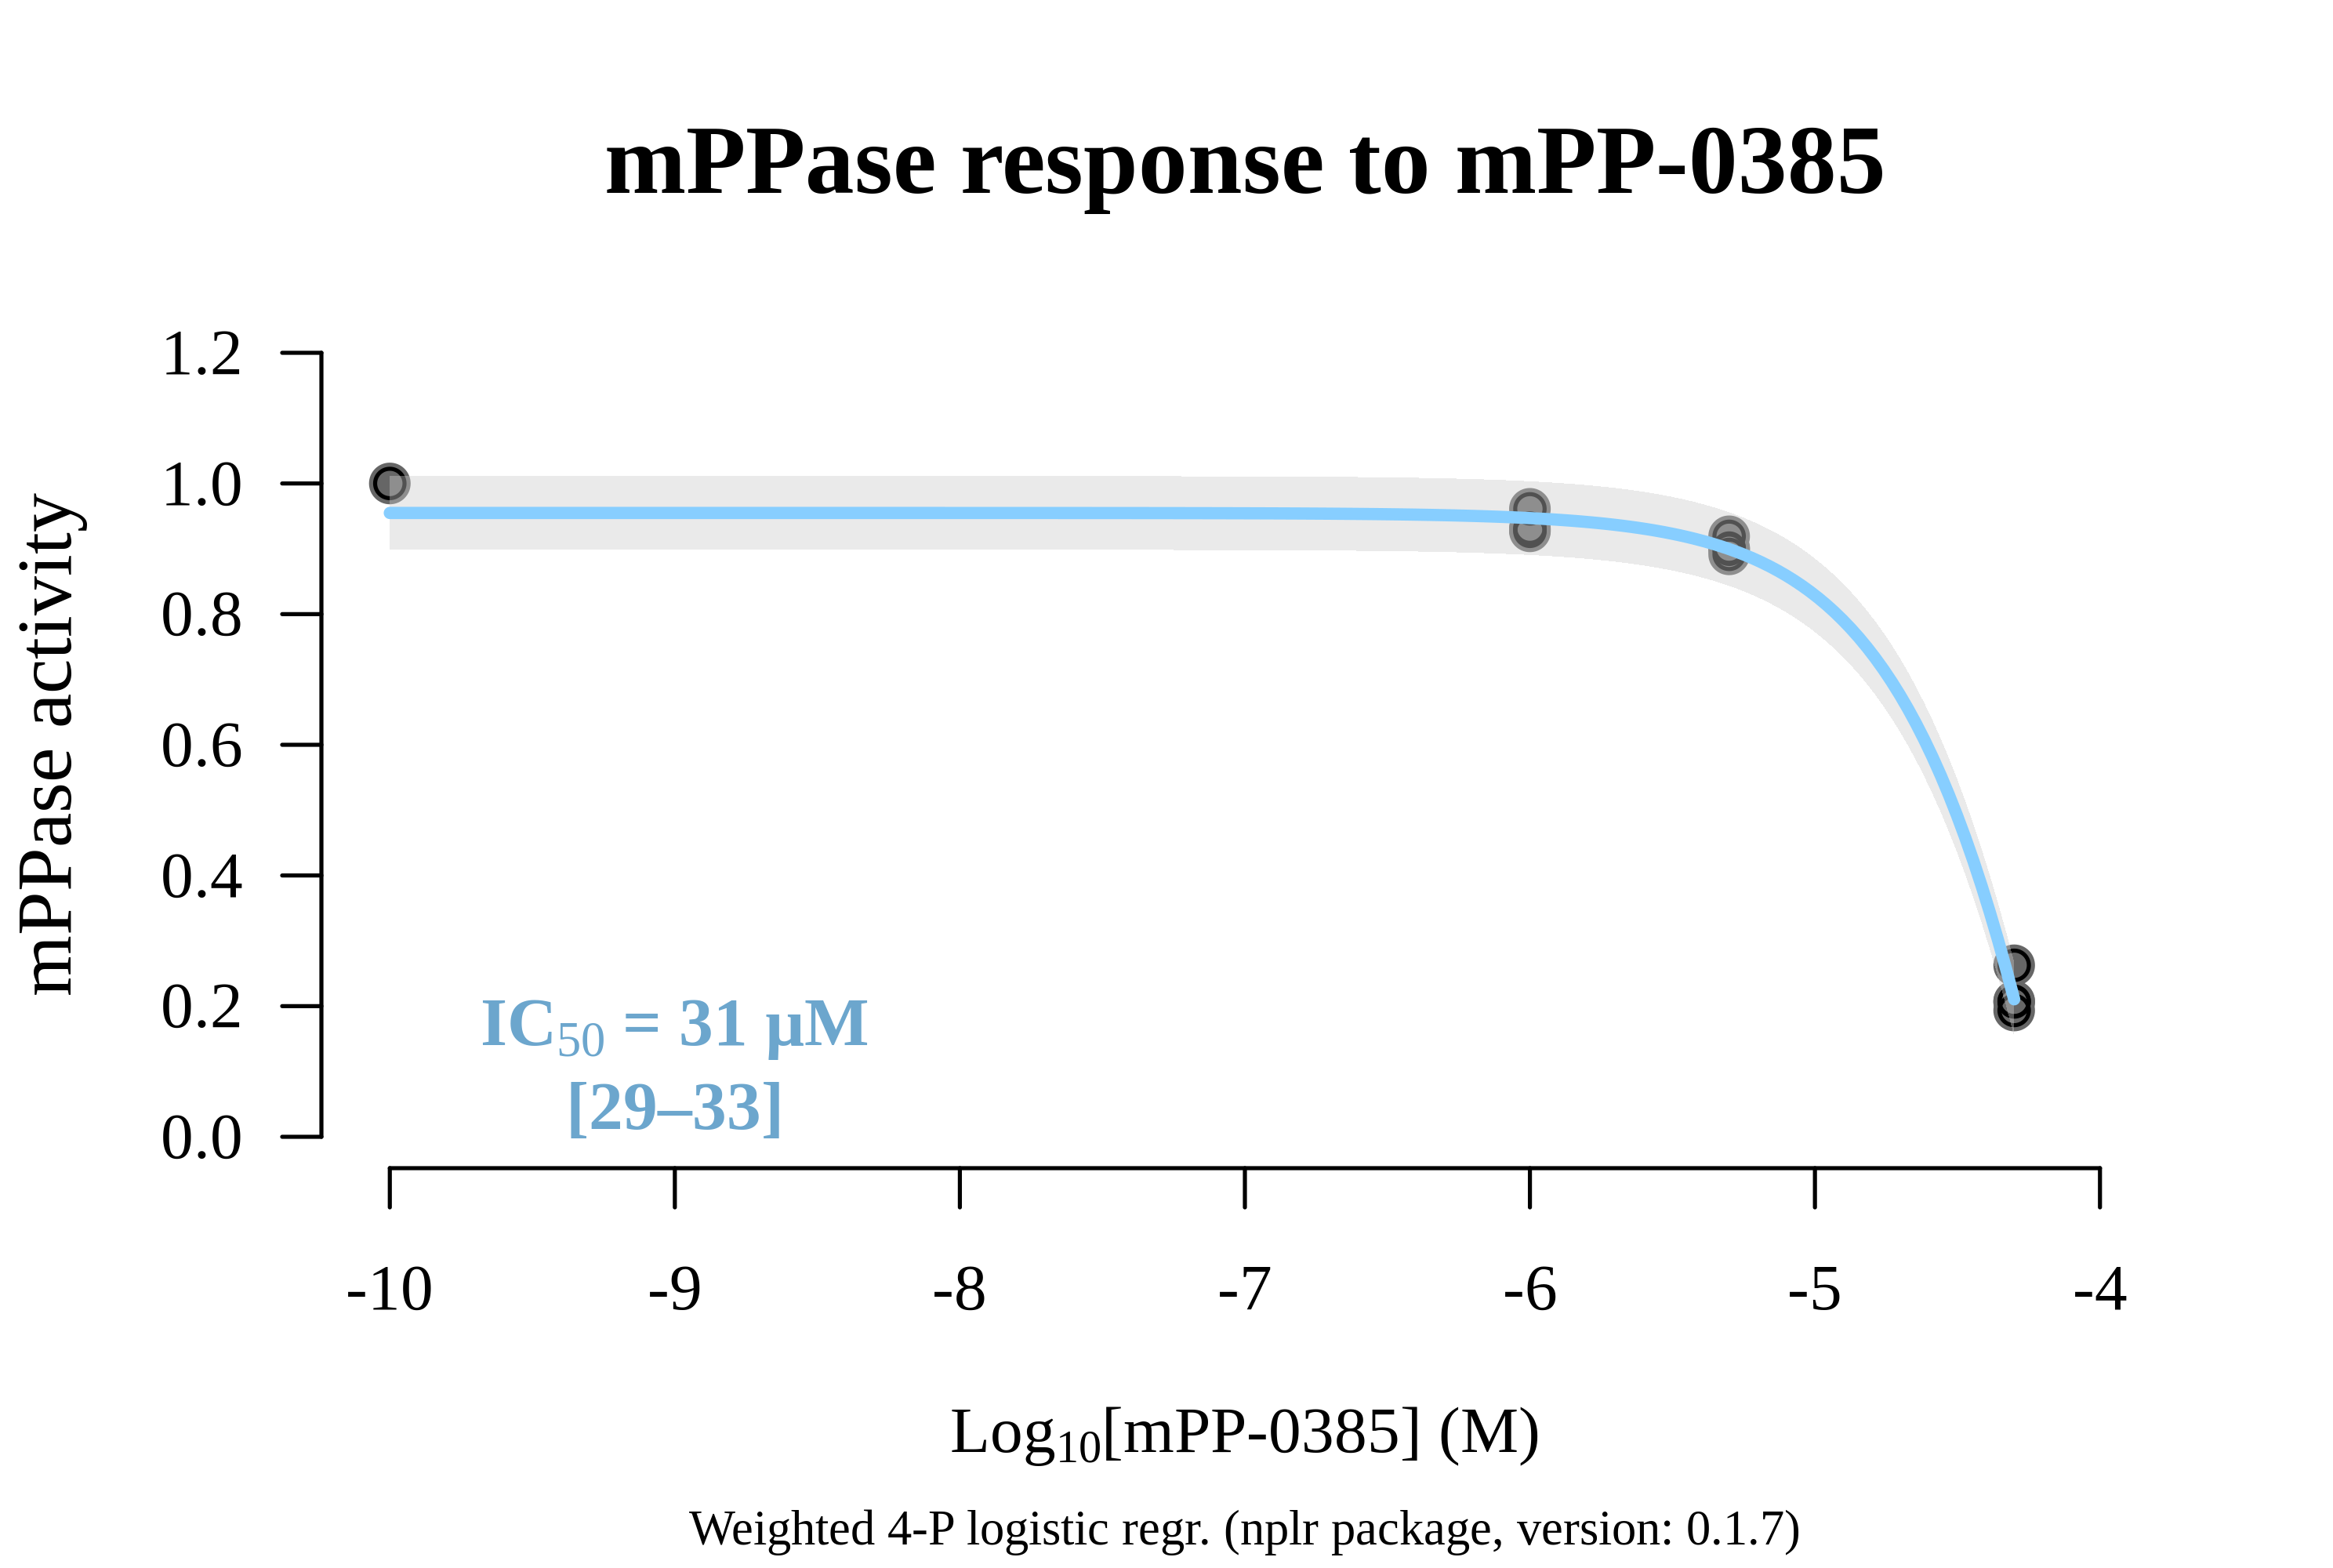 mPPase response to mPP-0385
mPPase activity
1.2
1.0
0.8
0.6
0.4
0.2
0.0
IC50 = 31 µM
[29–33]
-10 -9 -8 -7 -6 -5 -4
Log10[mPP-0385] (M)
Weighted 4-P logistic regr. (nplr package, version: 0.1.7)